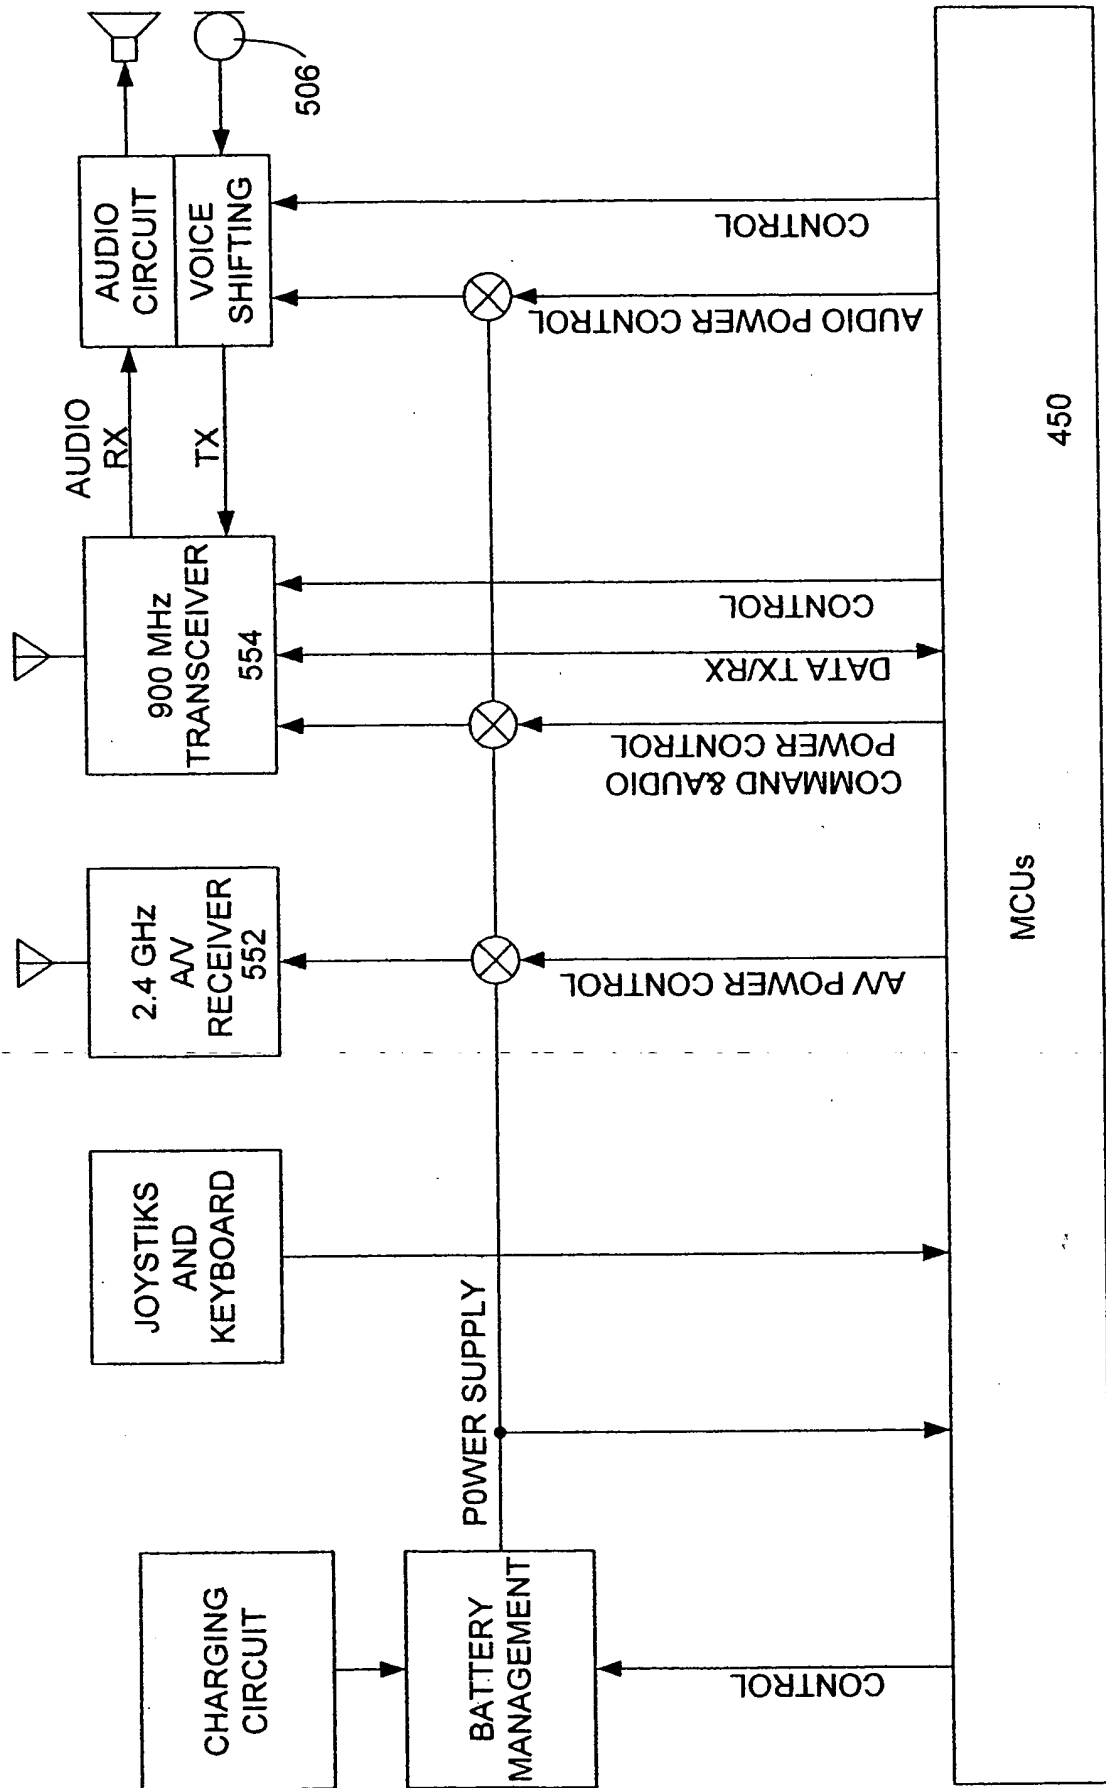 CHARGING
CIRCUIT
BATTERY
MANAGEMENT
POWER SUPPLY
JOYSTIKS
AND
KEYBOARD
2.4 GHz
A/V
RECEIVER
552
900 MHz
TRANSCEIVER
554
AUDIO
RX
TX
AUDIO
CIRCUIT
VOICE
SHIFTING
506
CONTROL
A/V POWER CONTROL
COMMAND &AUDIO
POWER CONTROL
DATA TX/RX
CONTROL
AUDIO POWER CONTROL
CONTROL
MCUs
450